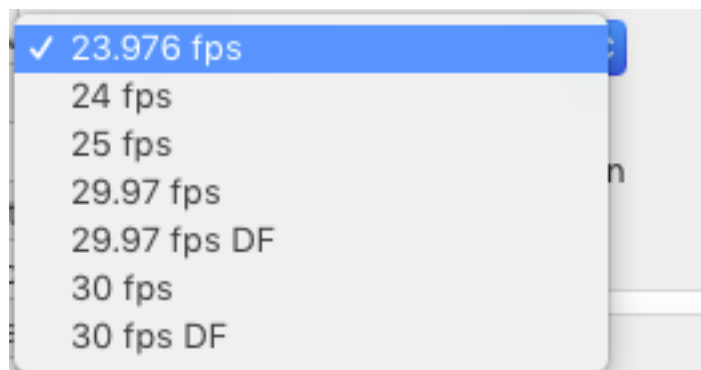 ✓ 23.976 fps
24 fps
25 fps
29.97 fps
29.97 fps DF
30 fps
30 fps DF
n